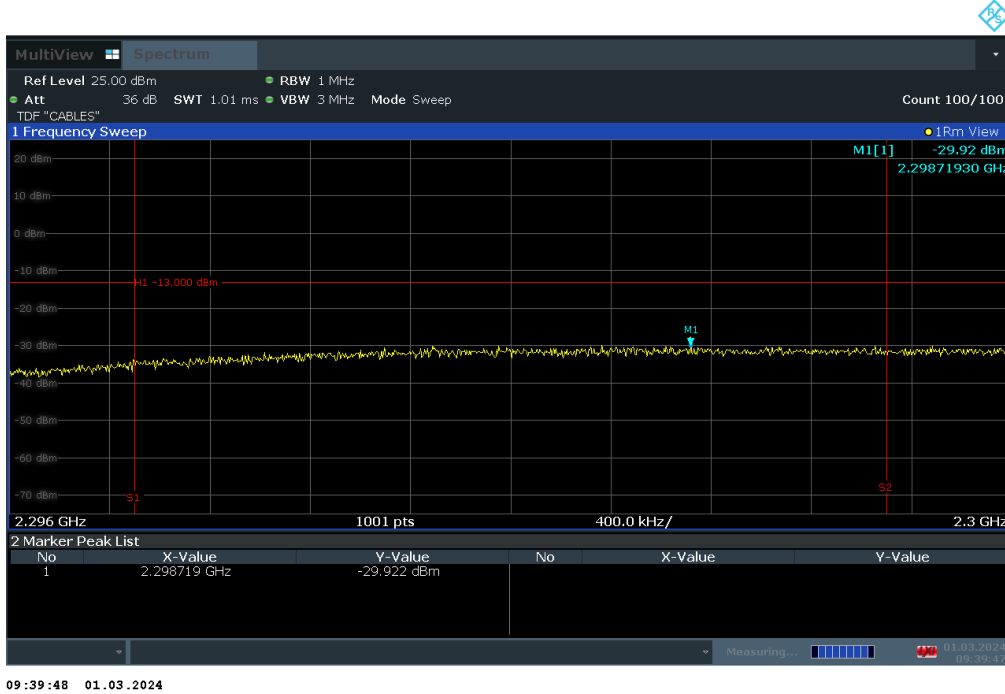 R&S
MultiView Spectrum
Ref Level 25.00 dBm RBW 1 MHz
Att 36 dB SWT 1.01 ms VBW 3 MHz Mode Sweep Count 100/100
TDF "CABLES"
1 Frequency Sweep 1Rm View
M1[1] -29.92 dBm
2.29871930 GHz
20 dBm
10 dBm
0 dBm
-10 dBm
H1 -13.000 dBm
-20 dBm
M1
-30 dBm
-40 dBm
-50 dBm
-60 dBm
S2
-70 dBm
S1
2.296 GHz 1001 pts 400.0 kHz/ 2.3 GHz
2 Marker Peak List
No X-Value Y-Value No X-Value Y-Value
1 2.298719 GHz -29.922 dBm
Measuring... 01.03.2024
09:39:47
09:39:48 01.03.2024